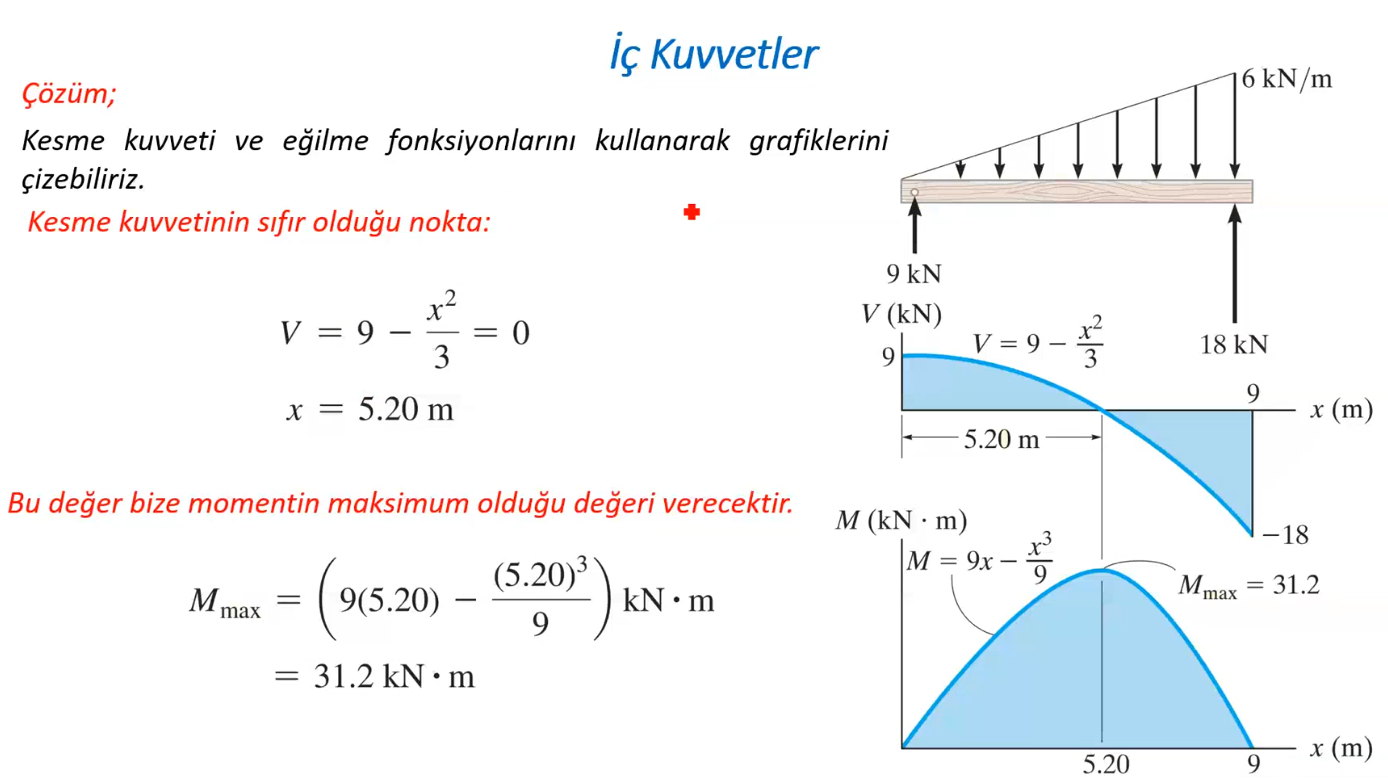 İç Kuvvetler
Çözüm;
Kesme kuvveti ve eğilme fonksiyonlarını kullanarak grafiklerini
çizebiliriz.
Kesme kuvvetinin sıfır olduğu nokta:
V = 9 − x²/3 = 0
x = 5.20 m
Bu değer bize momentin maksimum olduğu değeri verecektir.
M max = (9(5.20) − (5.20)³/9) kN · m
= 31.2 kN · m
6 kN/m
9 kN
18 kN
V (kN)
V = 9 − x²/3
9
9
x (m)
5.20 m
−18
M (kN · m)
M = 9x − x³/9
M max = 31.2
5.20
9
x (m)